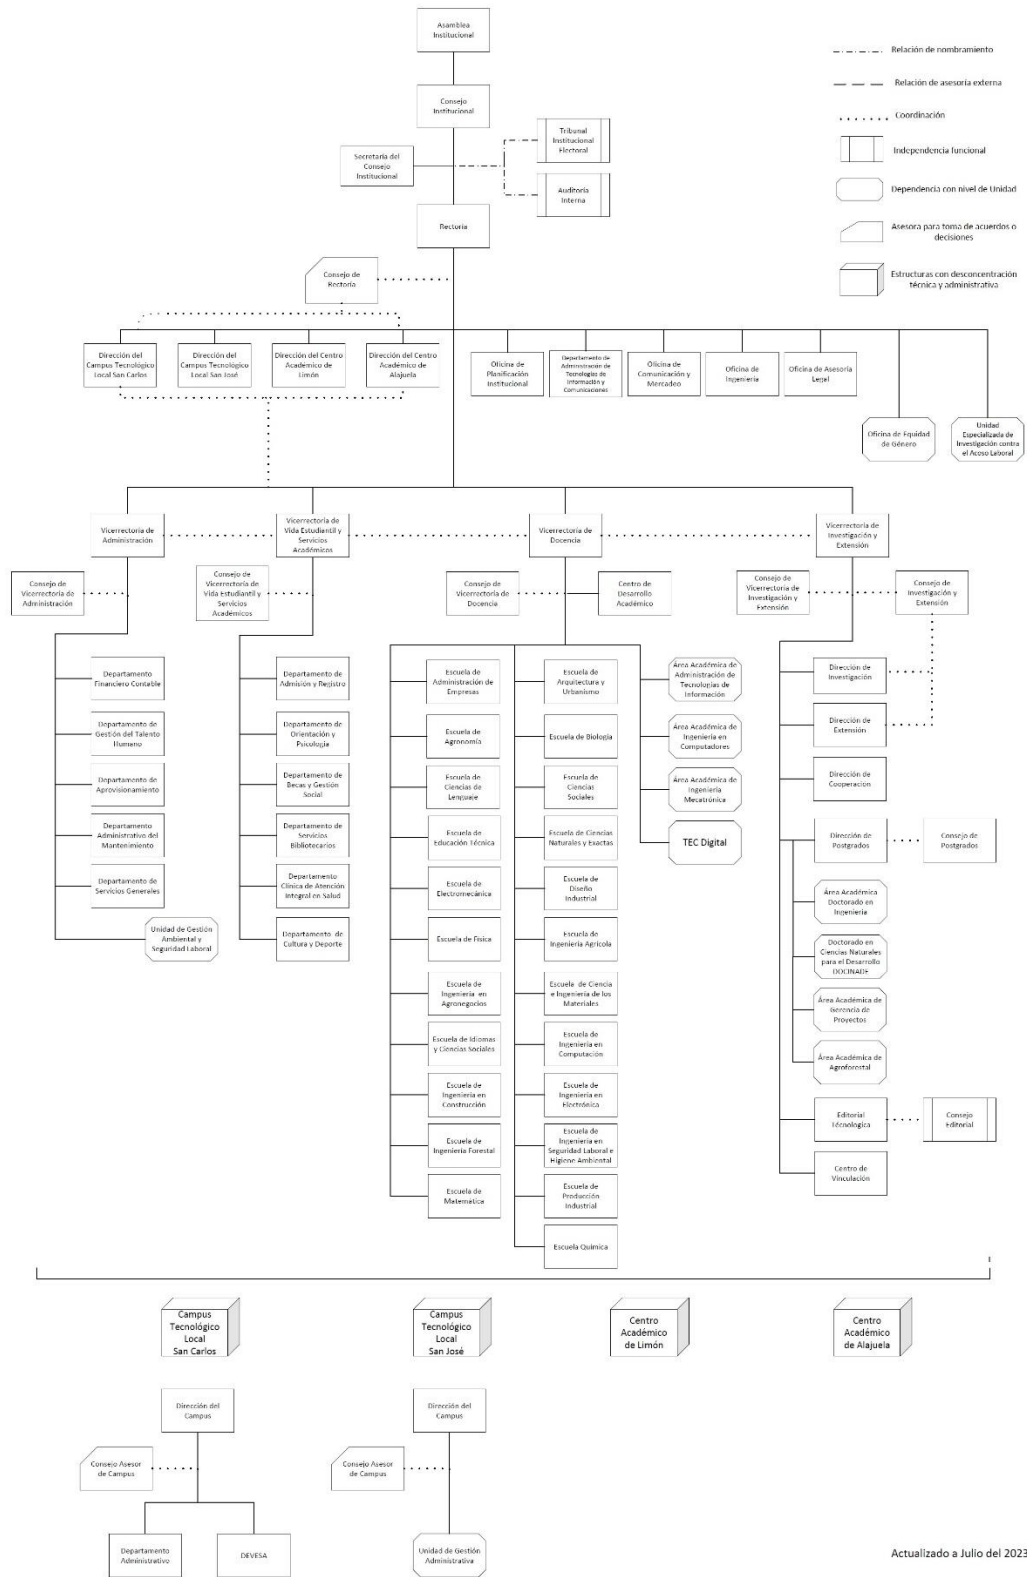 Asamblea
Institucional
Relación de nombramiento
Relación de asesoría externa
Coordinación
Independencia funcional
Dependencia con nivel de Unidad
Asesora para toma de acuerdos o
decisiones
Estructuras con desconcentración
técnica y administrativa
Consejo
Institucional
Secretaría del
Consejo
Institucional
Tribunal
Institucional
Electoral
Auditoría
Interna
Rectoría
Consejo de
Rectoría
Dirección del
Campus Tecnológico
Local San Carlos
Dirección del
Campus Tecnológico
Local San José
Dirección del Centro
Académico de
Limón
Dirección del Centro
Académico de
Alajuela
Oficina de
Planificación
Institucional
Departamento de
Administración de
Tecnologías de
Información y
Comunicaciones
Oficina de
Comunicación y
Mercadeo
Oficina de
Ingeniería
Oficina de Asesoría
Legal
Oficina de Equidad
de Género
Unidad
Especializada de
Investigación contra
el Acoso Laboral
Vicerrectoría de
Administración
Vicerrectoría de
Vida Estudiantil y
Servicios
Académicos
Vicerrectoría de
Docencia
Vicerrectoría de
Investigación y
Extensión
Consejo de
Vicerrectoría de
Administración
Consejo de
Vicerrectoría de
Vida Estudiantil y
Servicios
Académicos
Consejo de
Vicerrectoría de
Docencia
Centro de
Desarrollo
Académico
Consejo de
Vicerrectoría de
Investigación y
Extensión
Consejo de
Investigación y
Extensión
Departamento
Financiero Contable
Departamento de
Gestión del Talento
Humano
Departamento de
Aprovisionamiento
Departamento
Administrativo del
Mantenimiento
Departamento de
Servicios Generales
Unidad de Gestión
Ambiental y
Seguridad Laboral
Departamento de
Admisión y Registro
Departamento de
Orientación y
Psicología
Departamento de
Becas y Gestión
Social
Departamento de
Servicios
Bibliotecarios
Departamento
Clínica de Atención
Integral en Salud
Departamento de
Cultura y Deporte
Escuela de
Administración de
Empresas
Escuela de
Agronomía
Escuela de
Ciencias de
Lenguaje
Escuela de
Educación Técnica
Escuela de
Electromecánica
Escuela de Física
Escuela de
Ingeniería en
Agronegocios
Escuela de Idiomas
y Ciencias Sociales
Escuela de
Ingeniería en
Construcción
Escuela de
Ingeniería Forestal
Escuela de
Matemática
Escuela de
Arquitectura y
Urbanismo
Escuela de Biología
Escuela de
Ciencias
Sociales
Escuela de Ciencias
Naturales y Exactas
Escuela de
Diseño
Industrial
Escuela de
Ingeniería Agrícola
Escuela de Ciencia
e Ingeniería de los
Materiales
Escuela de
Ingeniería en
Computación
Escuela de
Ingeniería en
Electrónica
Escuela de
Ingeniería en
Seguridad Laboral e
Higiene Ambiental
Escuela de
Producción
Industrial
Escuela Química
Área Académica de
Administración de
Tecnologías de
Información
Área Académica de
Ingeniería en
Computadores
Área Académica de
Ingeniería
Mecatrónica
TEC Digital
Dirección de
Investigación
Dirección de
Extensión
Dirección de
Cooperacion
Dirección de
Postgrados
Consejo de
Postgrados
Área Académica
Doctorado en
Ingeniería
Doctorado en
Ciencias Naturales
para el Desarrollo
DOCINADE
Área Académica de
Gerencia de
Proyectos
Área Académica de
Agroforestal
Editorial
Técnologica
Consejo
Editorial
Centro de
Vinculación
Campus
Tecnológico
Local
San Carlos
Campus
Tecnológico
Local
San José
Centro
Académico
de Limón
Centro
Académico
de Alajuela
Dirección del
Campus
Consejo Asesor
de Campus
Departamento
Administrativo
DEVESA
Dirección del
Campus
Consejo Asesor
de Campus
Unidad de Gestión
Administrativa
Actualizado a Julio del 2023